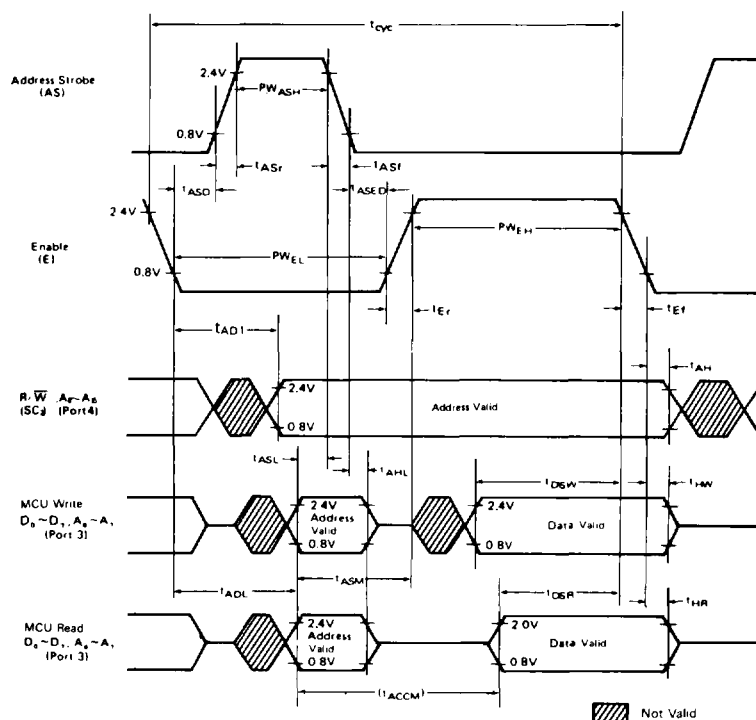 tcyc
Address Strobe
(AS)
2.4V
PWASH
0.8V
tASr
tASf
tASD
tASED
Enable
(E)
2.4V
PWEH
0.8V
PWEL
tEr
tEf
tAD1
tAH
R/W̅ ,A8~A15
(SC2) (Port4)
2.4V
Address Valid
0.8V
tASL
tAHL
tDSW
tHW
MCU Write
D0~D7, A0~A7
(Port 3)
2.4V
Address
Valid
0.8V
2.4V
Data Valid
0.8V
tADL
tASM
tDSR
tHR
MCU Read
D0~D7, A0~A7
(Port 3)
2.4V
Address
Valid
0.8V
2.0V
Data Valid
0.8V
(tACCM)
Not Valid